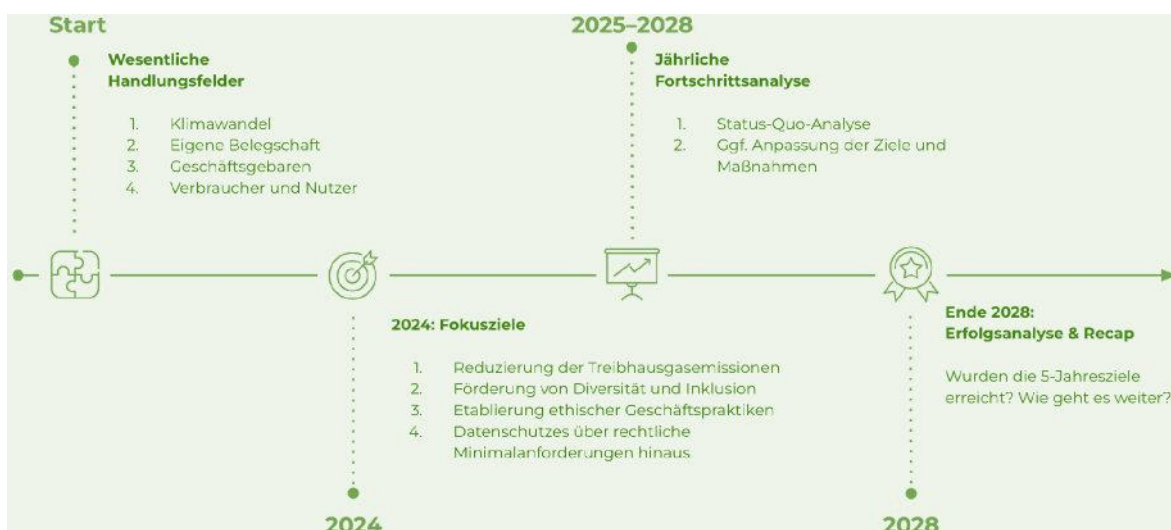 Start
Wesentliche
Handlungsfelder
1. Klimawandel
2. Eigene Belegschaft
3. Geschäftsgebaren
4. Verbraucher und Nutzer
2025–2028
Jährliche
Fortschrittsanalyse
1. Status-Quo-Analyse
2. Ggf. Anpassung der Ziele und
Maßnahmen
2024: Fokusziele
1. Reduzierung der Treibhausgasemissionen
2. Förderung von Diversität und Inklusion
3. Etablierung ethischer Geschäftspraktiken
4. Datenschutzes über rechtliche
Minimalanforderungen hinaus
2024
Ende 2028:
Erfolgsanalyse & Recap
Wurden die 5-Jahresziele
erreicht? Wie geht es weiter?
2028